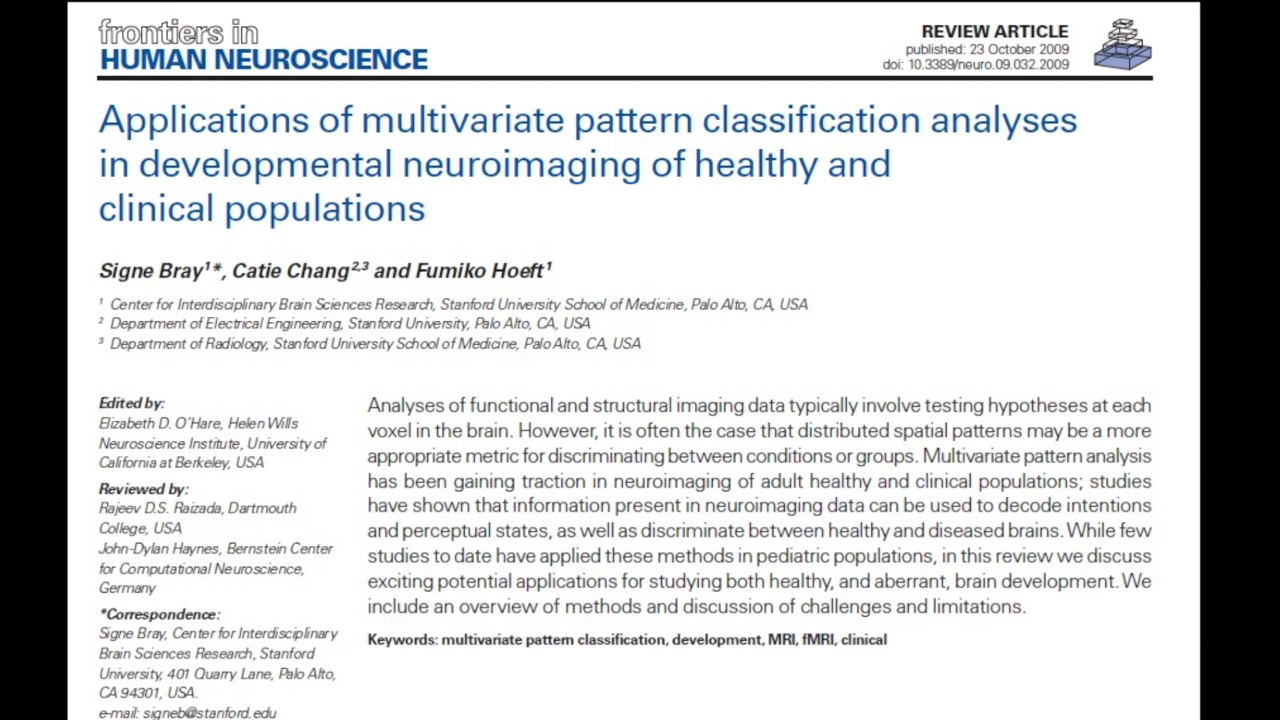 frontiers in
HUMAN NEUROSCIENCE
REVIEW ARTICLE
published: 23 October 2009
doi: 10.3389/neuro.09.032.2009
Applications of multivariate pattern classification analyses
in developmental neuroimaging of healthy and
clinical populations
Signe Bray1*, Catie Chang2,3 and Fumiko Hoeft1
1 Center for Interdisciplinary Brain Sciences Research, Stanford University School of Medicine, Palo Alto, CA, USA
2 Department of Electrical Engineering, Stanford University, Palo Alto, CA, USA
3 Department of Radiology, Stanford University School of Medicine, Palo Alto, CA, USA
Edited by:
Elizabeth D. O'Hare, Helen Wills
Neuroscience Institute, University of
California at Berkeley, USA
Reviewed by:
Rajeev D.S. Raizada, Dartmouth
College, USA
John-Dylan Haynes, Bernstein Center
for Computational Neuroscience,
Germany
*Correspondence:
Signe Bray, Center for Interdisciplinary
Brain Sciences Research, Stanford
University, 401 Quarry Lane, Palo Alto,
CA 94301, USA.
e-mail: signeb@stanford.edu
Analyses of functional and structural imaging data typically involve testing hypotheses at each
voxel in the brain. However, it is often the case that distributed spatial patterns may be a more
appropriate metric for discriminating between conditions or groups. Multivariate pattern analysis
has been gaining traction in neuroimaging of adult healthy and clinical populations; studies
have shown that information present in neuroimaging data can be used to decode intentions
and perceptual states, as well as discriminate between healthy and diseased brains. While few
studies to date have applied these methods in pediatric populations, in this review we discuss
exciting potential applications for studying both healthy, and aberrant, brain development. We
include an overview of methods and discussion of challenges and limitations.
Keywords: multivariate pattern classification, development, MRI, fMRI, clinical